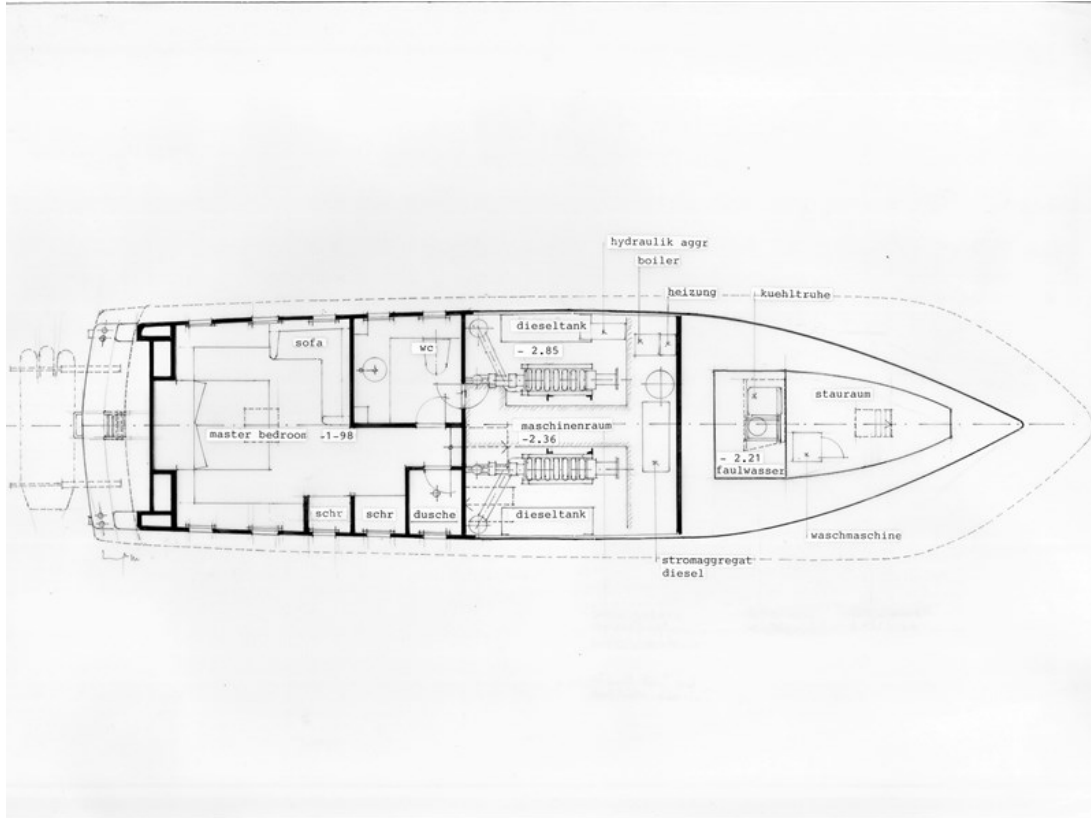 hydraulik aggr
boiler
heizung
kuehltruhe
dieseltank
sofa
wc
- 2.85
stauraum
maschinenraum
-2.36
master bedroom -1-98
- 2.21
faulwasser
schr
schr
dusche
dieseltank
waschmaschine
stromaggregat
diesel